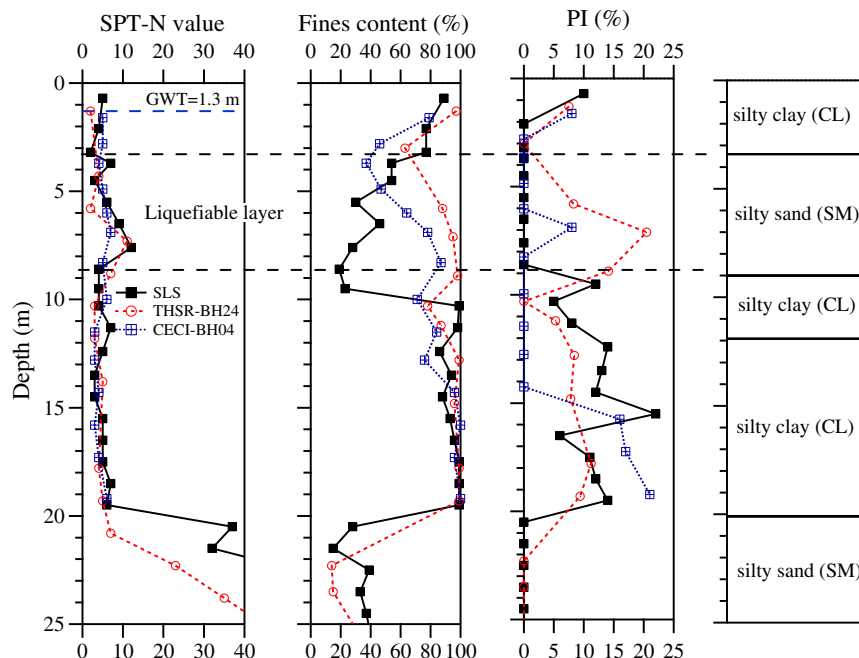 SPT-N value Fines content (%) PI (%)
0 10 20 30 40 0 20 40 60 80 100 0 5 10 15 20 25
0
GWT=1.3 m
silty clay (CL)
5
Liquefiable layer
silty sand (SM)
10
SLS
THSR-BH24
CECI-BH04
silty clay (CL)
Depth (m)
15
silty clay (CL)
20
silty sand (SM)
25
0 10 20 30 40 0 20 40 60 80 100 0 5 10 15 20 25